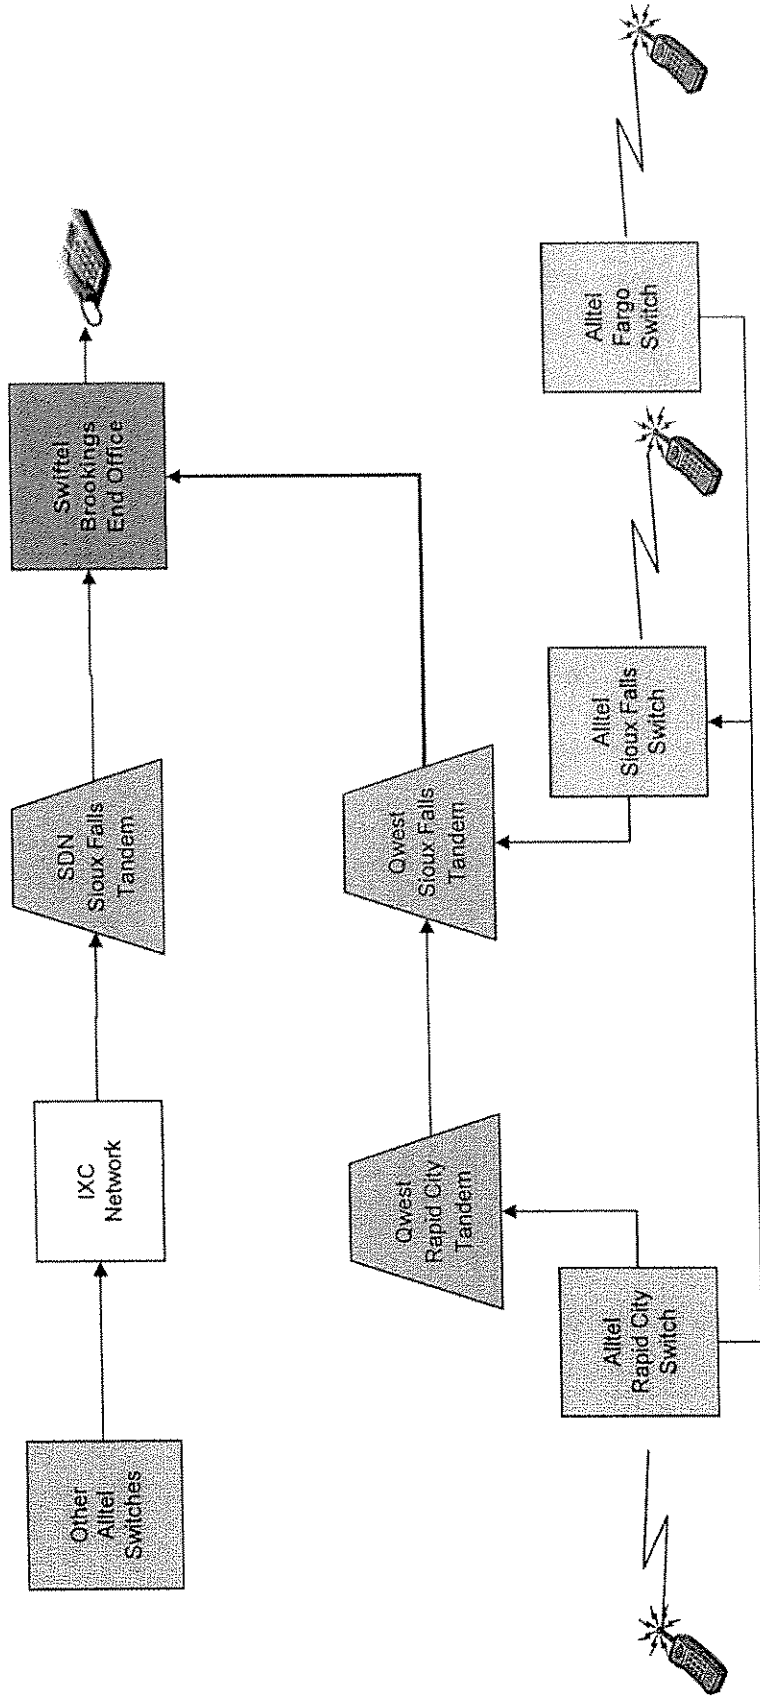 Other
Alltel
Switches
IXC
Network
SDN
Sioux Falls
Tandem
Swiftel
Brookings
End Office
Qwest
Rapid City
Tandem
Qwest
Sioux Falls
Tandem
Alltel
Rapid City
Switch
Alltel
Sioux Falls
Switch
Alltel
Fargo
Switch